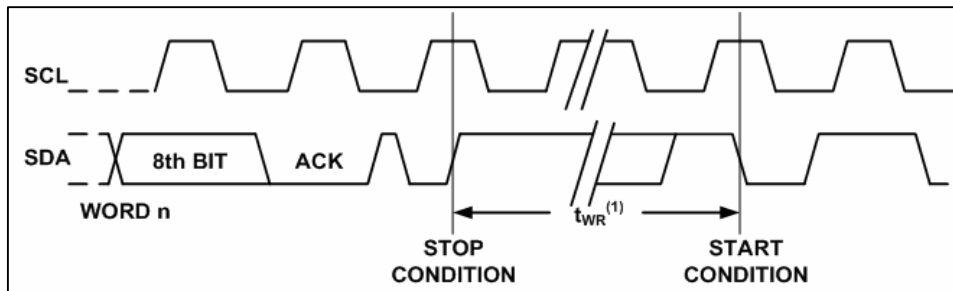 SCL
SDA
8th BIT
ACK
WORD n
tWR(1)
STOP
CONDITION
START
CONDITION